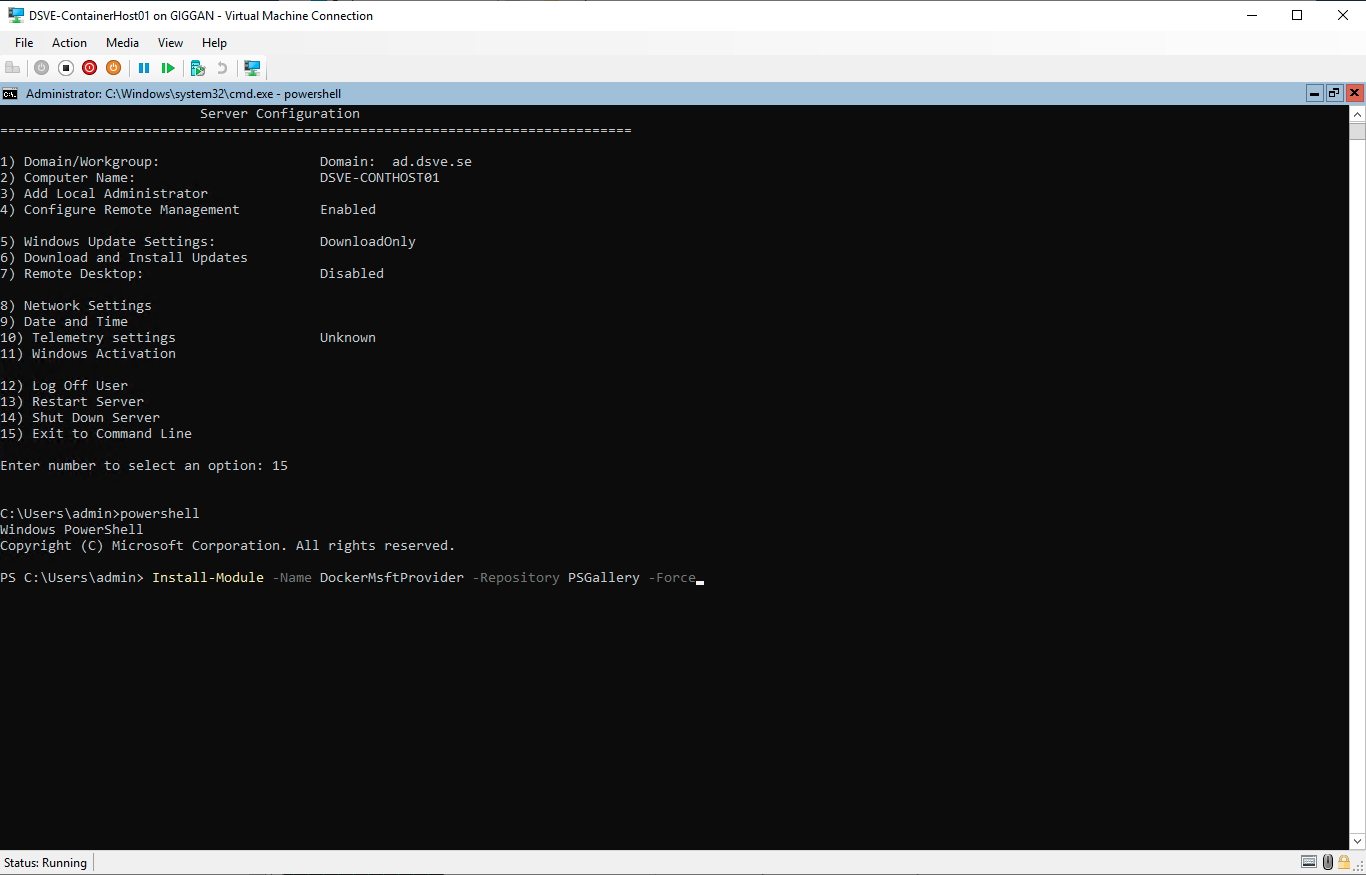 DSVE-ContainerHost01 on GIGGAN - Virtual Machine Connection
File Action Media View Help
Administrator: C:\Windows\system32\cmd.exe - powershell
Server Configuration
===============================================================================
1) Domain/Workgroup: Domain: ad.dsve.se
2) Computer Name: DSVE-CONTHOST01
3) Add Local Administrator
4) Configure Remote Management Enabled
5) Windows Update Settings: DownloadOnly
6) Download and Install Updates
7) Remote Desktop: Disabled
8) Network Settings
9) Date and Time
10) Telemetry settings Unknown
11) Windows Activation
12) Log Off User
13) Restart Server
14) Shut Down Server
15) Exit to Command Line
Enter number to select an option: 15
C:\Users\admin>powershell
Windows PowerShell
Copyright (C) Microsoft Corporation. All rights reserved.
PS C:\Users\admin> Install-Module -Name DockerMsftProvider -Repository PSGallery -Force
Status: Running